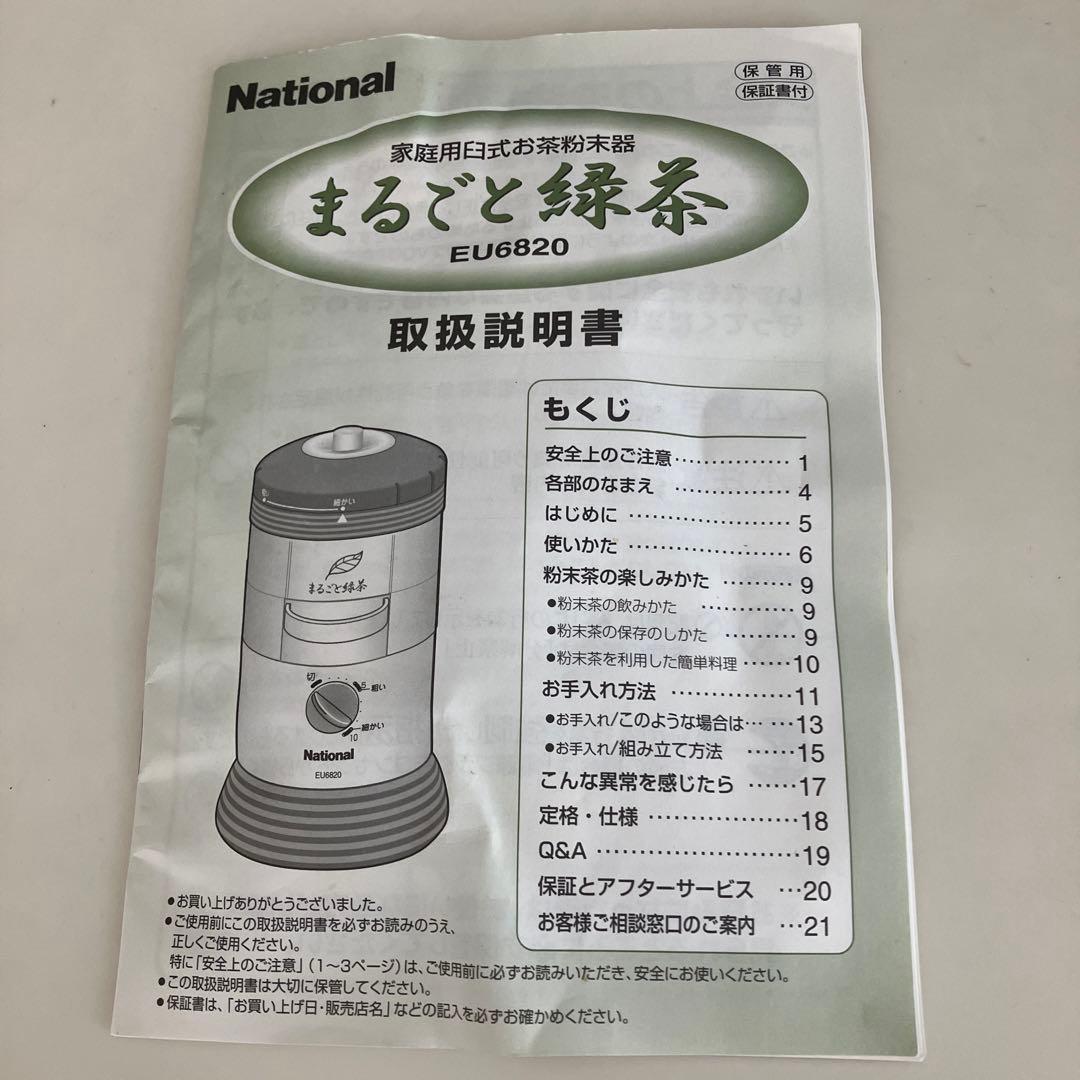 National
保管用
保証書付
家庭用臼式お茶粉末器
まるごと緑茶
EU6820
取扱説明書
もくじ
安全上のご注意 …………… 1
各部のなまえ …………… 4
はじめに …………………… 5
使いかた …………………… 6
粉末茶の楽しみかた ……… 9
●粉末茶の飲みかた ………… 9
●粉末茶の保存のしかた ……… 9
●粉末茶を利用した簡単料理 ……10
お手入れ方法 ……………11
●お手入れ/このような場合は… …13
●お手入れ/組み立て方法 ……15
こんな異常を感じたら ……17
定格・仕様 ………………18
Q&A ………………………19
保証とアフターサービス …20
お客様ご相談窓口のご案内 …21
細かい
まるごと緑茶
切
5
粗い
細かい
10
National
EU6820
●お買い上げありがとうございました。
●ご使用前にこの取扱説明書を必ずお読みのうえ、
正しくご使用ください。
特に「安全上のご注意」(1〜3ページ)は、ご使用前に必ずお読みいただき、安全にお使いください。
●この取扱説明書は大切に保管してください。
●保証書は、「お買い上げ日・販売店名」などの記入を必ずお確かめください。